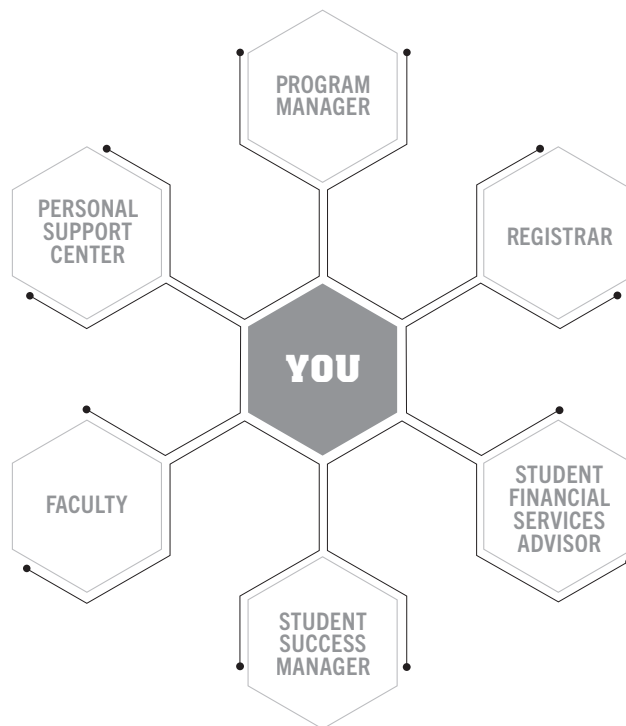 PROGRAM
MANAGER
PERSONAL
SUPPORT
CENTER
REGISTRAR
YOU
FACULTY
STUDENT
FINANCIAL
SERVICES
ADVISOR
STUDENT
SUCCESS
MANAGER